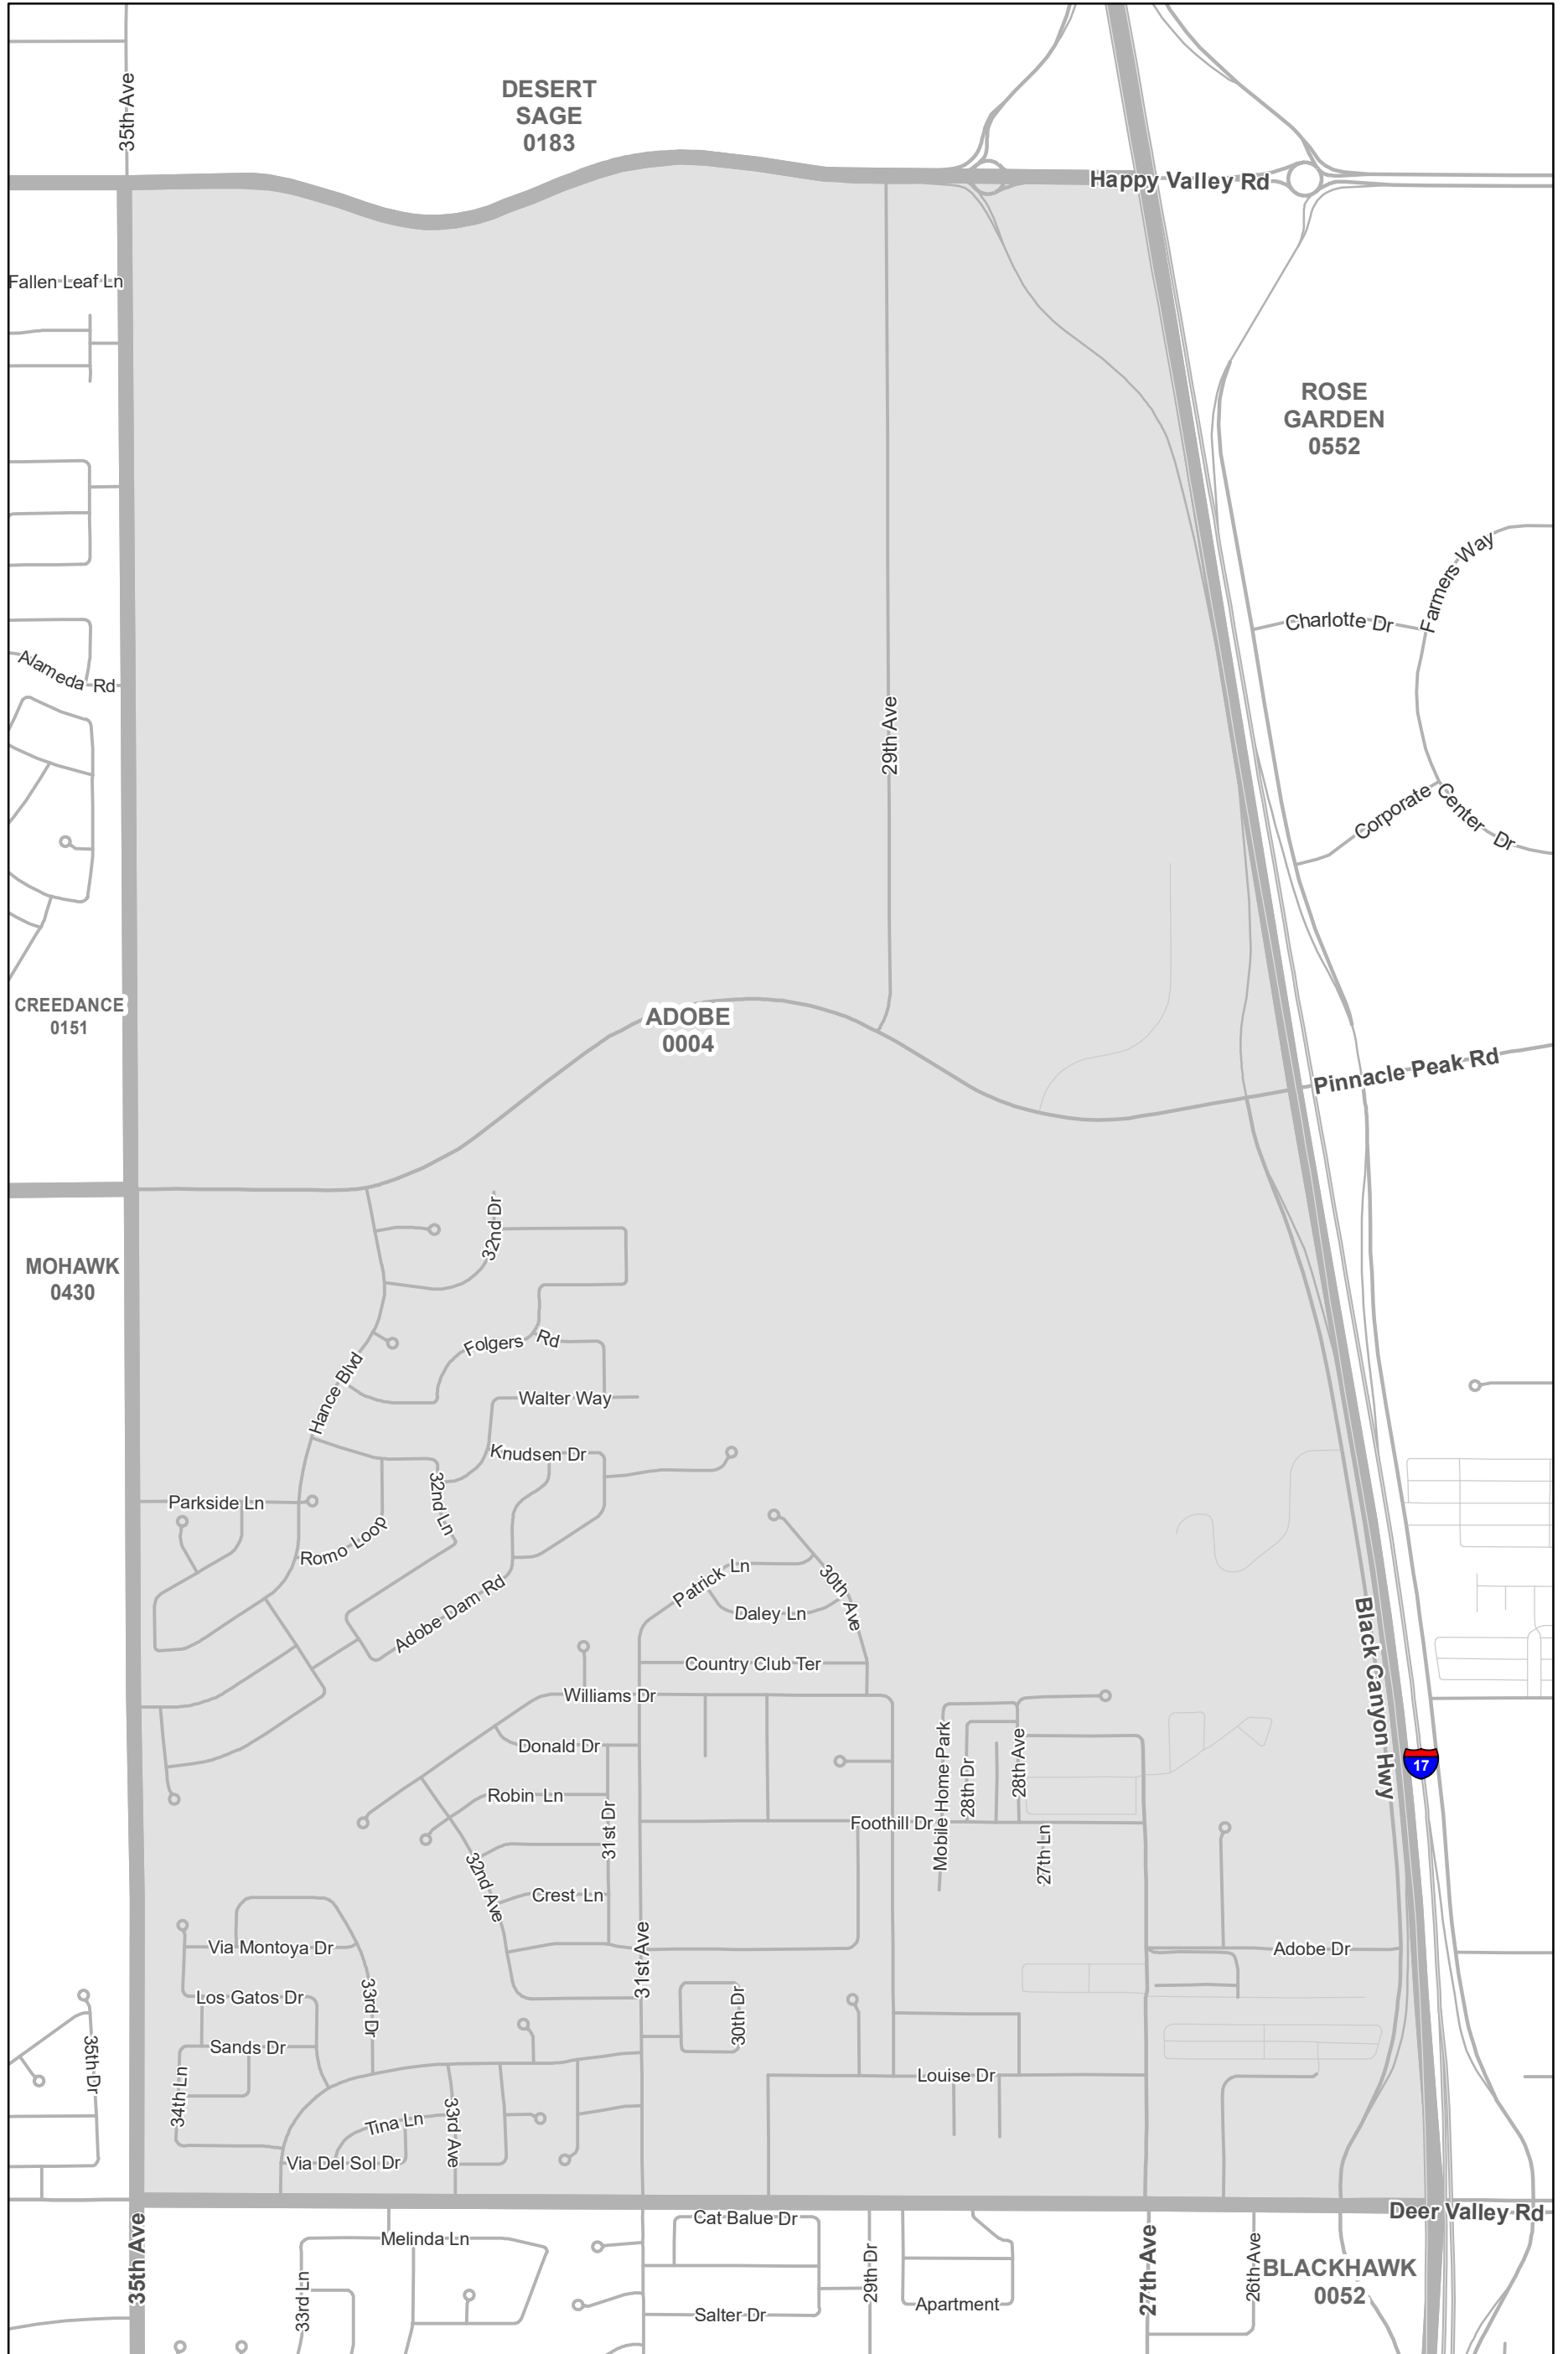 35th Ave
DESERT
SAGE
0183
Happy Valley Rd
Fallen Leaf Ln
ROSE
GARDEN
0552
Farmers Way
Charlotte Dr
Alameda Rd
29th Ave
Corporate Center Dr
CREEDANCE
0151
ADOBE
0004
Pinnacle Peak Rd
MOHAWK
0430
32nd Dr
Folgers Rd
Hance Blvd
Walter Way
Knudsen Dr
32nd Ln
Parkside Ln
Romo Loop
Adobe Dam Rd
Patrick Ln
30th Ave
Daley Ln
Country Club Ter
Black Canyon Hwy
17
Williams Dr
Donald Dr
Mobile Home Park
28th Dr
28th Ave
Robin Ln
31st Dr
Foothill Dr
27th Ln
32nd Ave
Crest Ln
31st Ave
Via Montoya Dr
Adobe Dr
33rd Dr
Los Gatos Dr
30th Dr
35th Dr
Sands Dr
34th Ln
Louise Dr
Tina Ln
33rd Ave
Via Del Sol Dr
Deer Valley Rd
35th Ave
Cat Balue Dr
Melinda Ln
33rd Ln
29th Dr
27th Ave
26th Ave
BLACKHAWK
0052
Apartment
Salter Dr